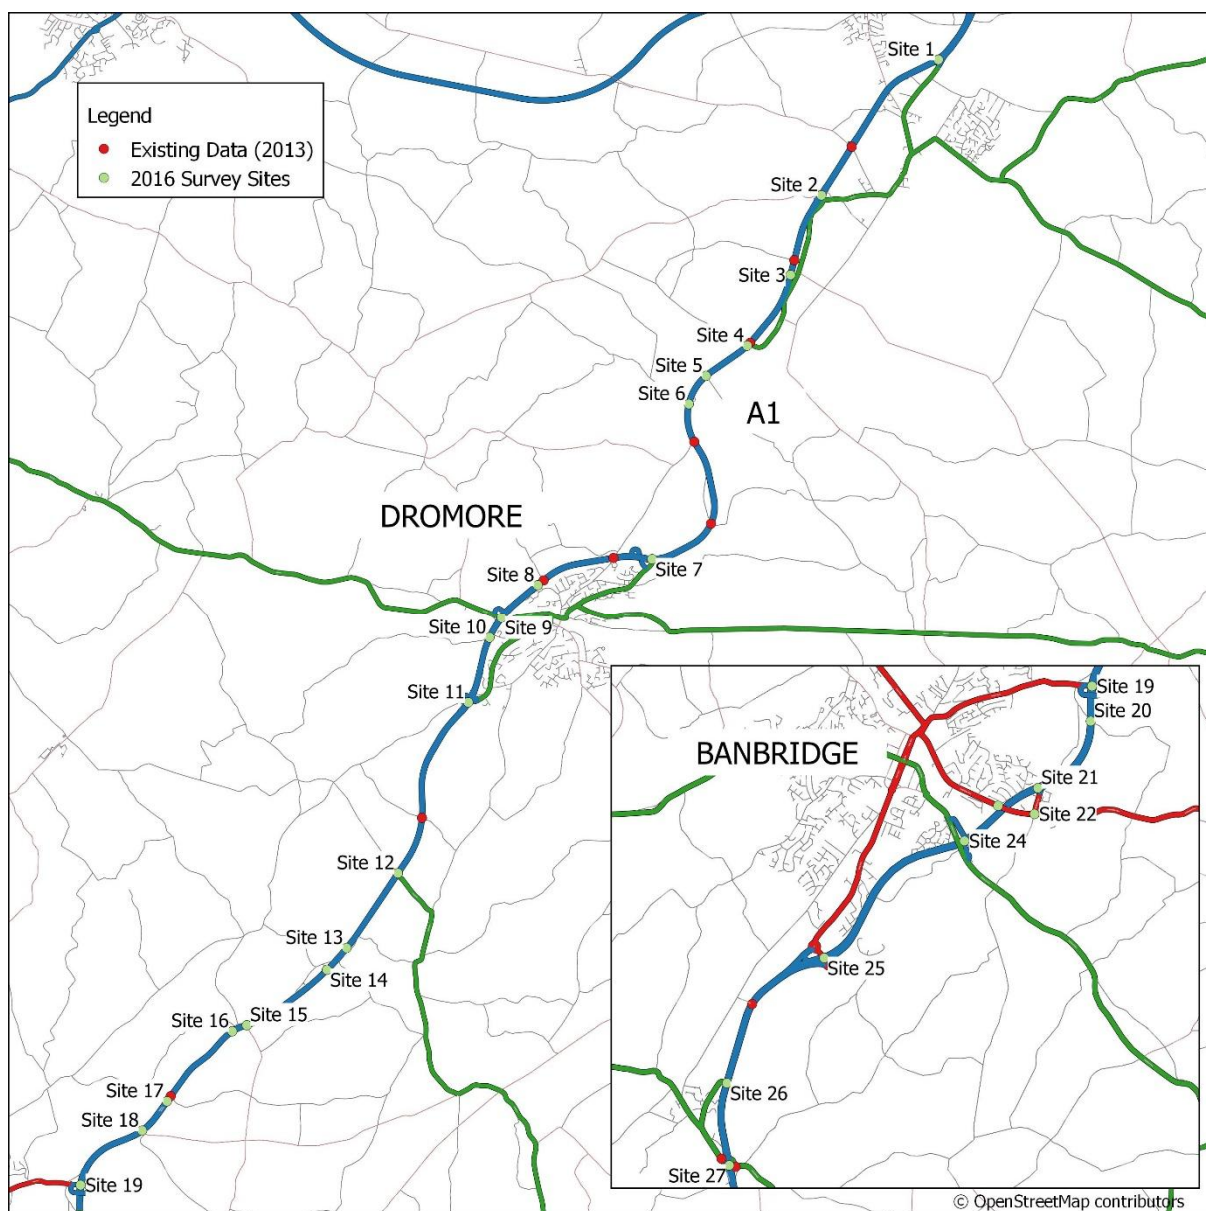 Site 1
Legend
Existing Data (2013)
2016 Survey Sites
Site 2
Site 3
Site 4
Site 5
Site 6
A1
DROMORE
Site 7
Site 8
Site 9
Site 10
Site 11
Site 12
Site 13
Site 14
Site 15
Site 16
Site 17
Site 18
Site 19
BANBRIDGE
Site 19
Site 20
Site 21
Site 22
Site 24
Site 25
Site 26
Site 27
© OpenStreetMap contributors